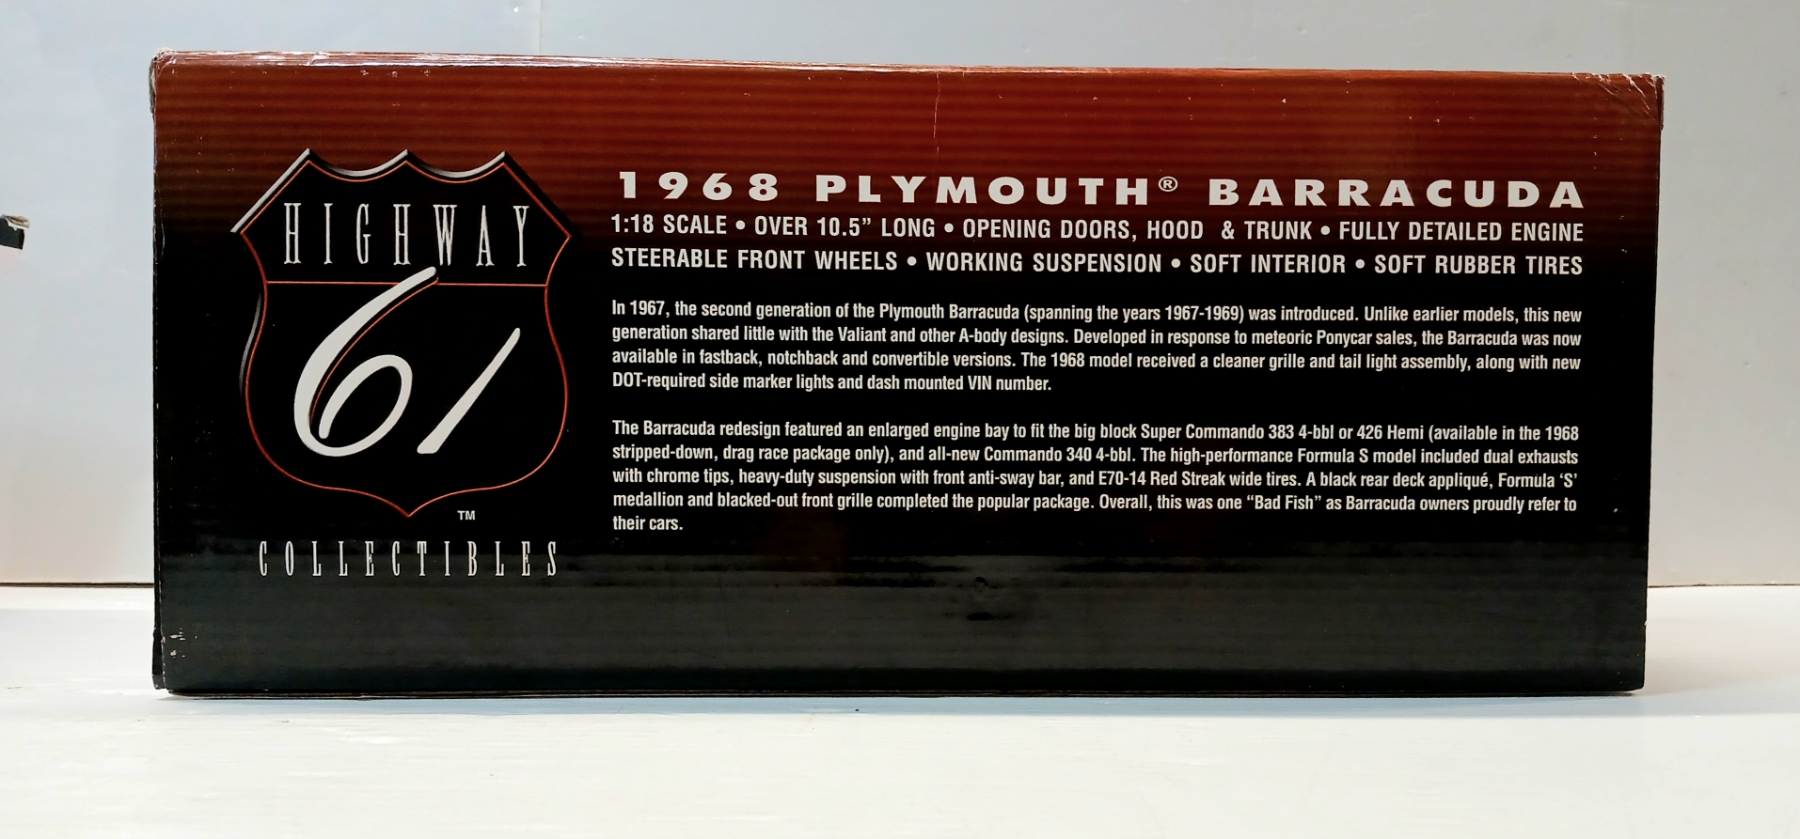 HIGHWAY
61
TM
COLLECTIBLES
1968 PLYMOUTH® BARRACUDA
1:18 SCALE • OVER 10.5” LONG • OPENING DOORS, HOOD & TRUNK • FULLY DETAILED ENGINE
STEERABLE FRONT WHEELS • WORKING SUSPENSION • SOFT INTERIOR • SOFT RUBBER TIRES
In 1967, the second generation of the Plymouth Barracuda (spanning the years 1967-1969) was introduced. Unlike earlier models, this new
generation shared little with the Valiant and other A-body designs. Developed in response to meteoric Ponycar sales, the Barracuda was now
available in fastback, notchback and convertible versions. The 1968 model received a cleaner grille and tail light assembly, along with new
DOT-required side marker lights and dash mounted VIN number.
The Barracuda redesign featured an enlarged engine bay to fit the big block Super Commando 383 4-bbl or 426 Hemi (available in the 1968
stripped-down, drag race package only), and all-new Commando 340 4-bbl. The high-performance Formula S model included dual exhausts
with chrome tips, heavy-duty suspension with front anti-sway bar, and E70-14 Red Streak wide tires. A black rear deck appliqué, Formula ‘S’
medallion and blacked-out front grille completed the popular package. Overall, this was one “Bad Fish” as Barracuda owners proudly refer to
their cars.